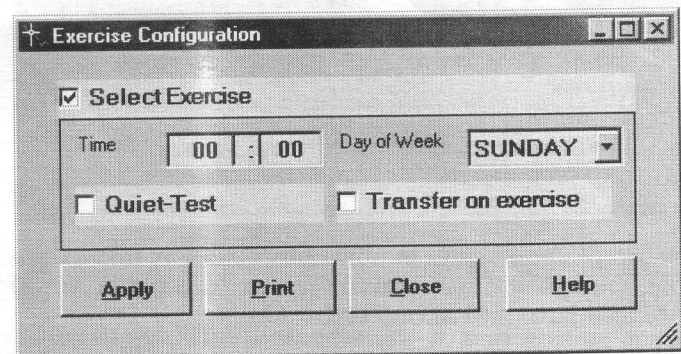 Exercise Configuration
Select Exercise
Time 00 : 00 Day of Week SUNDAY
Quiet-Test Transfer on exercise
Apply Print Close Help